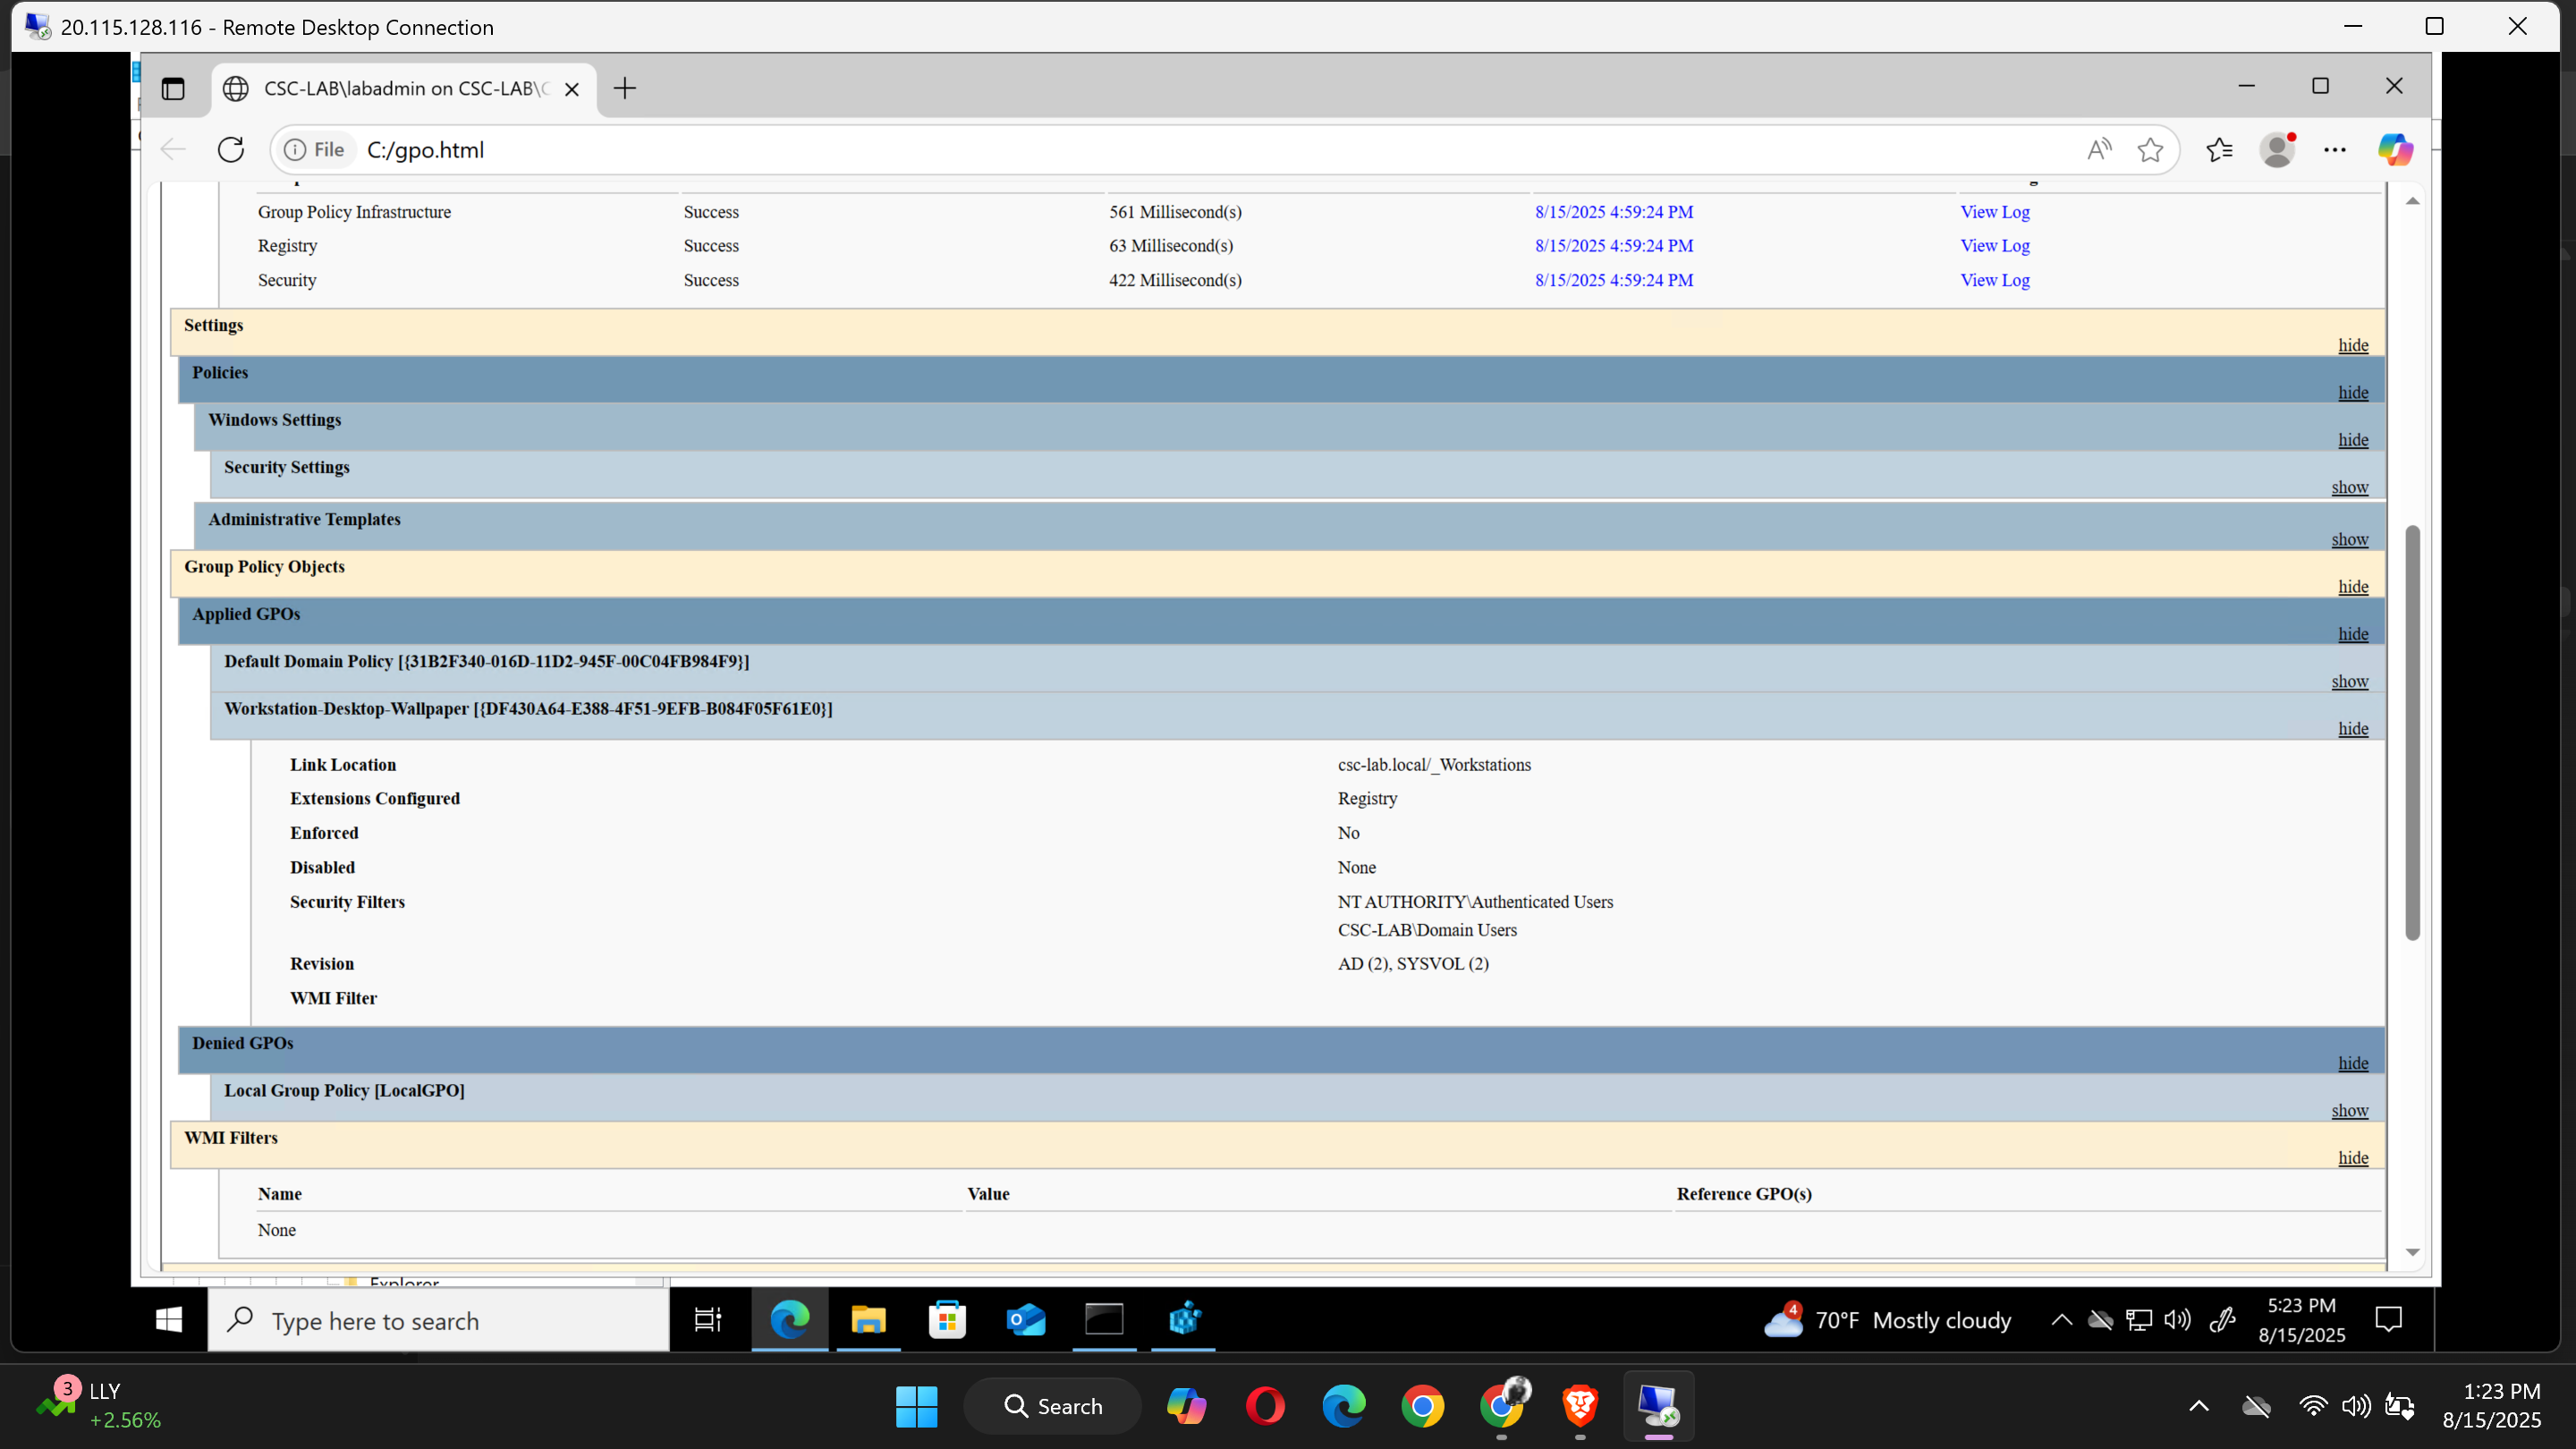 20.115.128.116 - Remote Desktop Connection
CSC-LAB\labadmin on CSC-LAB\C
File C:/gpo.html
Group Policy Infrastructure Success 561 Millisecond(s) 8/15/2025 4:59:24 PM View Log
Registry Success 63 Millisecond(s) 8/15/2025 4:59:24 PM View Log
Security Success 422 Millisecond(s) 8/15/2025 4:59:24 PM View Log
Settings
hide
Policies
hide
Windows Settings
hide
Security Settings
show
Administrative Templates
show
Group Policy Objects
hide
Applied GPOs
hide
Default Domain Policy [{31B2F340-016D-11D2-945F-00C04FB984F9}]
show
Workstation-Desktop-Wallpaper [{DF430A64-E388-4F51-9EFB-B084F05F61E0}]
hide
Link Location csc-lab.local/_Workstations
Extensions Configured Registry
Enforced No
Disabled None
Security Filters NT AUTHORITY\Authenticated Users
CSC-LAB\Domain Users
Revision AD (2), SYSVOL (2)
WMI Filter
Denied GPOs
hide
Local Group Policy [LocalGPO]
show
WMI Filters
hide
Name Value Reference GPO(s)
None
Explorer
Type here to search
4
70°F Mostly cloudy
5:23 PM
8/15/2025
3
LLY
+2.56%
Search
1:23 PM
8/15/2025